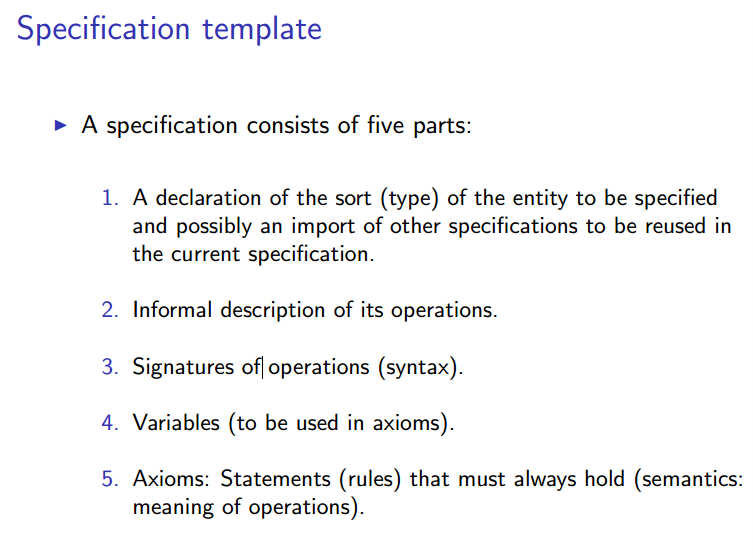 Specification template
▶ A specification consists of five parts:
1. A declaration of the sort (type) of the entity to be specified
and possibly an import of other specifications to be reused in
the current specification.
2. Informal description of its operations.
3. Signatures of operations (syntax).
4. Variables (to be used in axioms).
5. Axioms: Statements (rules) that must always hold (semantics:
meaning of operations).